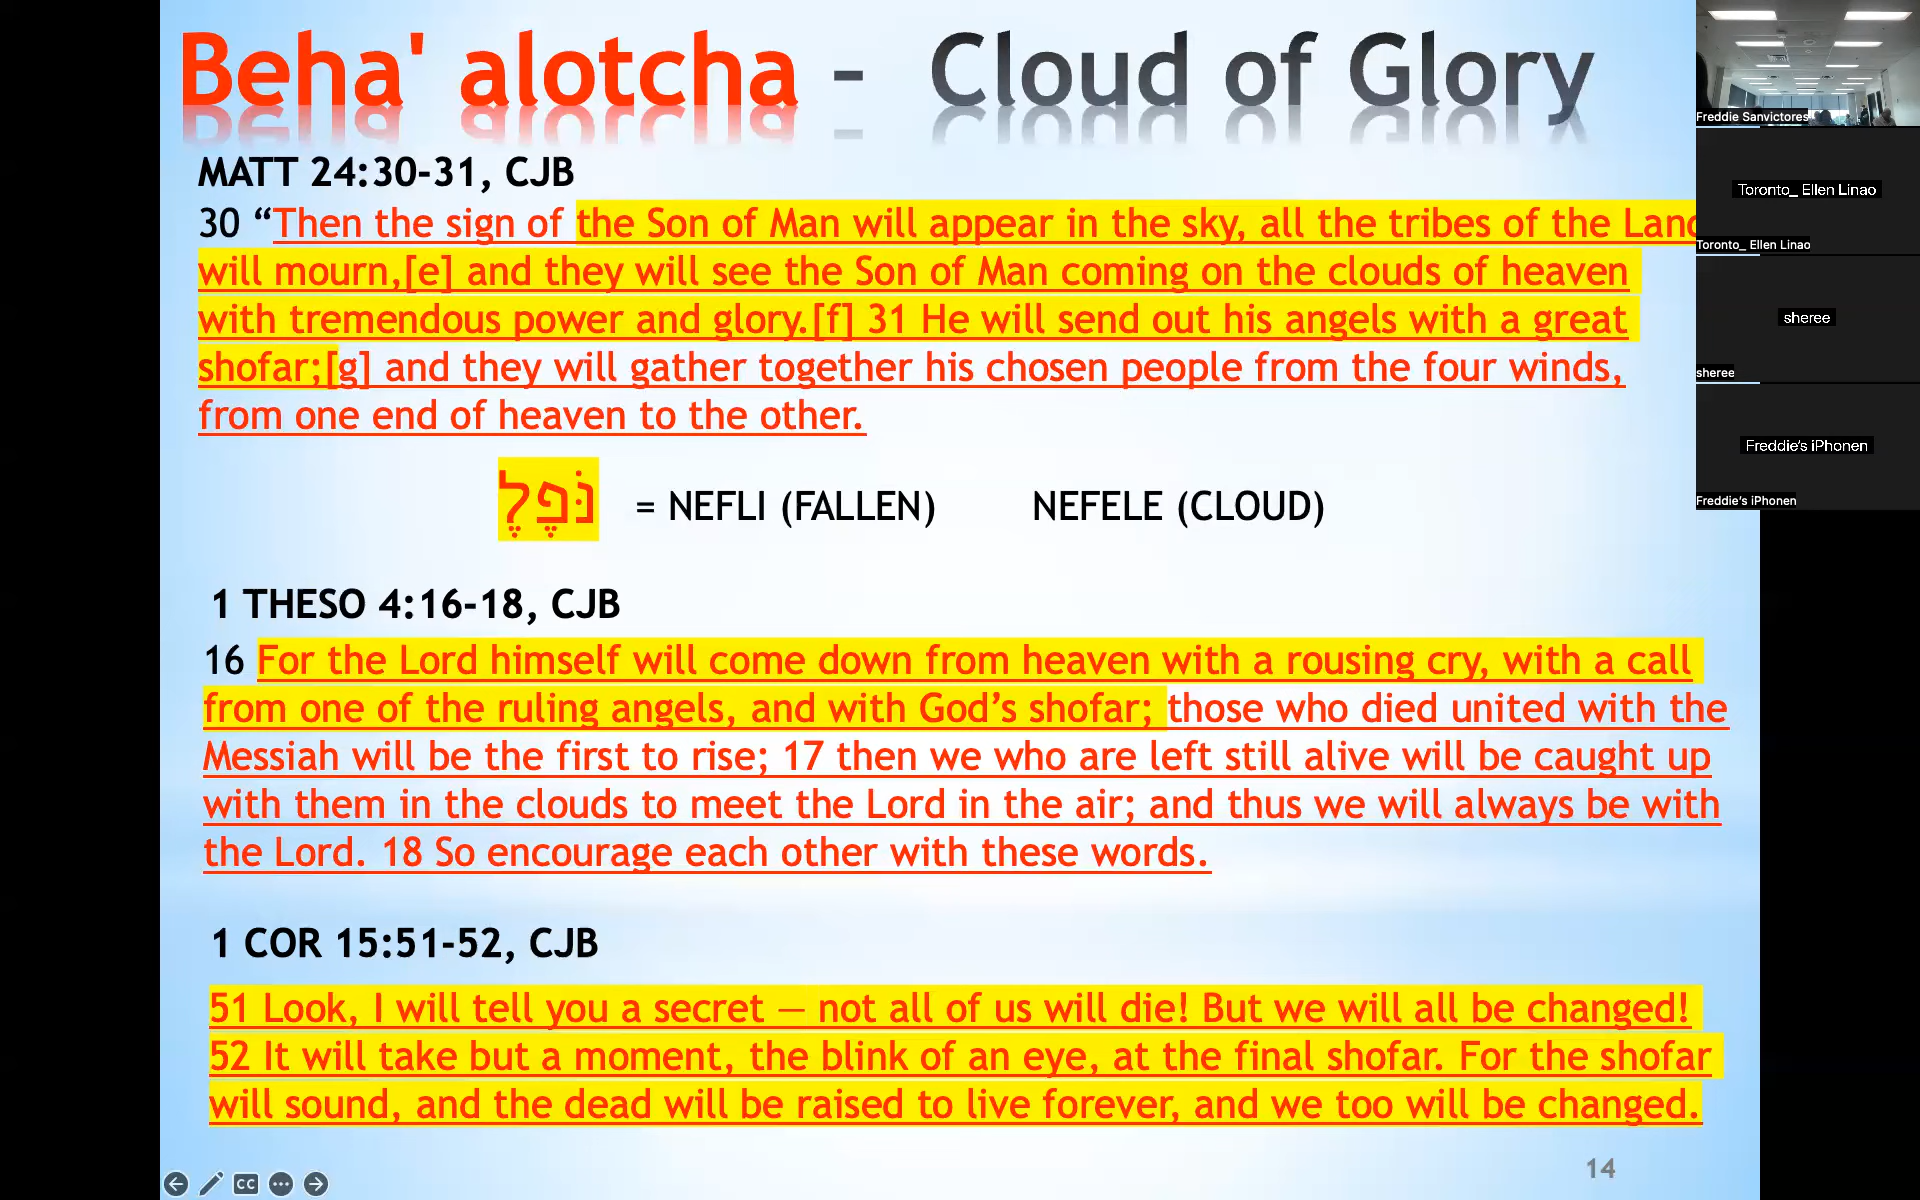 Beha' alotcha - Cloud of Glory
MATT 24:30-31, CJB
30 “Then the sign of the Son of Man will appear in the sky, all the tribes of the Land
will mourn,[e] and they will see the Son of Man coming on the clouds of heaven
with tremendous power and glory.[f] 31 He will send out his angels with a great
shofar;[g] and they will gather together his chosen people from the four winds,
from one end of heaven to the other.
נֹּפֶלֶ = NEFLI (FALLEN) NEFELE (CLOUD)
1 THESO 4:16-18, CJB
16 For the Lord himself will come down from heaven with a rousing cry, with a call
from one of the ruling angels, and with God’s shofar; those who died united with the
Messiah will be the first to rise; 17 then we who are left still alive will be caught up
with them in the clouds to meet the Lord in the air; and thus we will always be with
the Lord. 18 So encourage each other with these words.
1 COR 15:51-52, CJB
51 Look, I will tell you a secret — not all of us will die! But we will all be changed!
52 It will take but a moment, the blink of an eye, at the final shofar. For the shofar
will sound, and the dead will be raised to live forever, and we too will be changed.
14
CC
Freddie Sanvictores
Toronto_ Ellen Linao
Toronto_ Ellen Linao
sheree
sheree
Freddie’s iPhonen
Freddie’s iPhonen